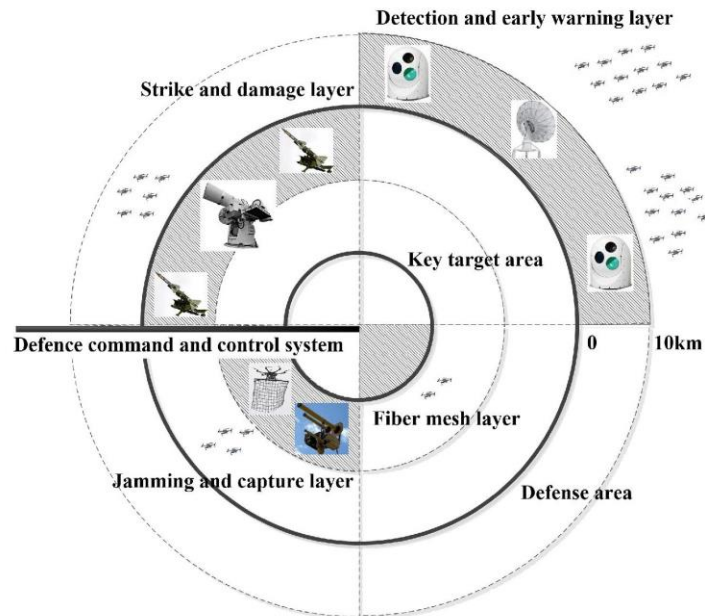 Detection and early warning layer
Strike and damage layer
Key target area
Defence command and control system
0 10km
Fiber mesh layer
Jamming and capture layer
Defense area